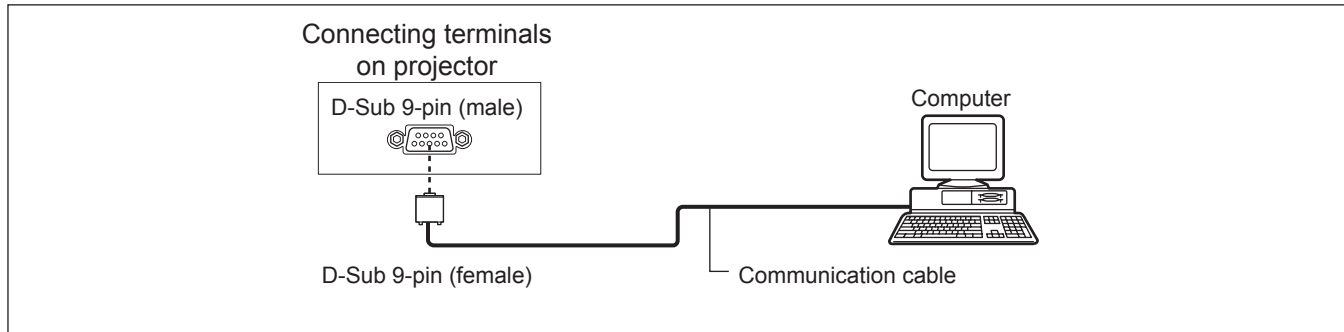 Connecting terminals
on projector
D-Sub 9-pin (male)
Computer
D-Sub 9-pin (female)
Communication cable